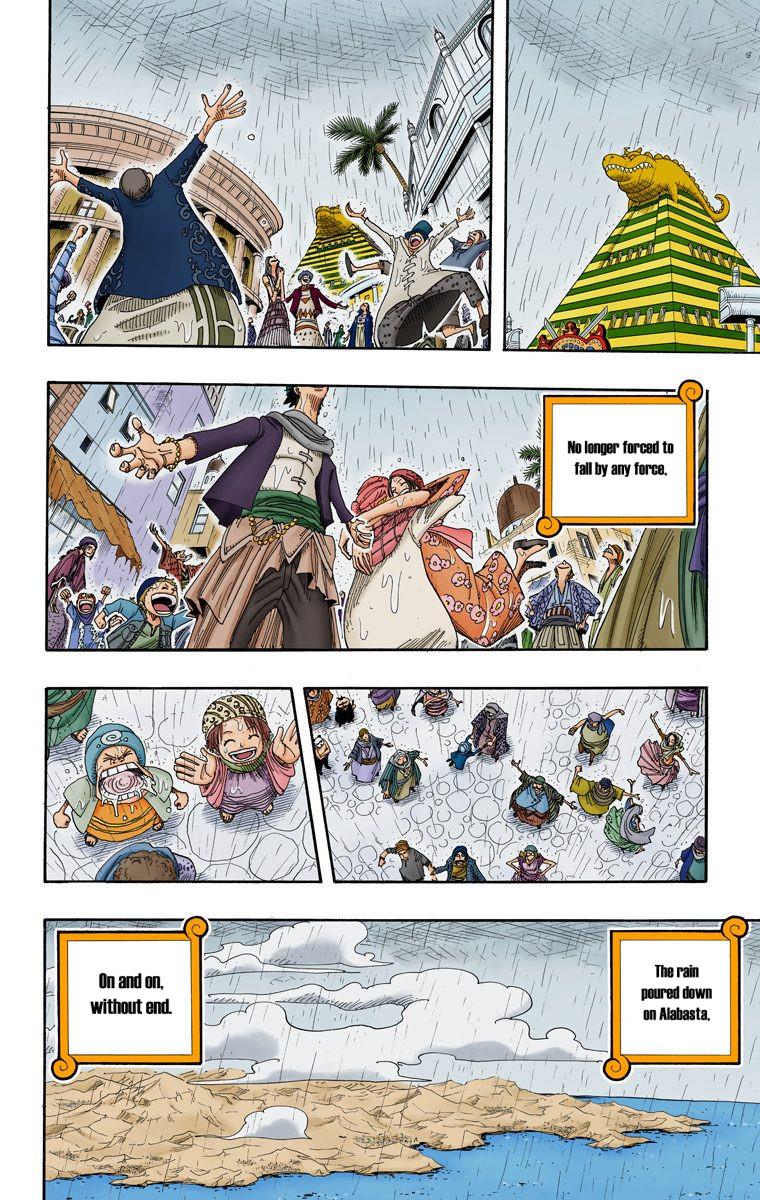 No longer forced to
fall by any force,
The rain
poured down
on Alabasta,
On and on,
without end.